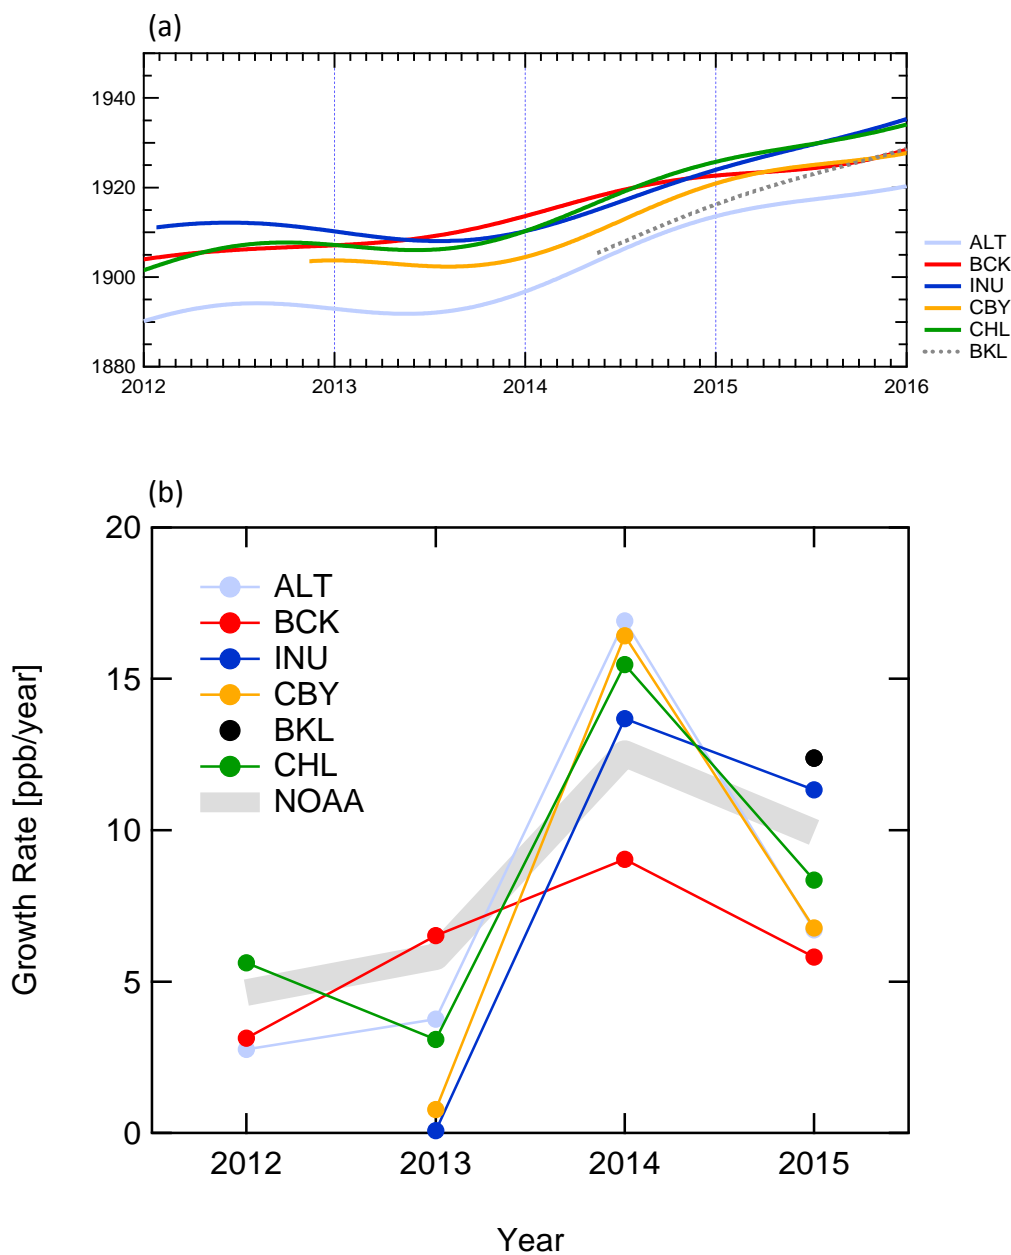 (a)
1940
1920
1900
1880
2012
2013
2014
2015
2016
ALT
BCK
INU
CBY
CHL
BKL
(b)
20
15
10
5
0
Growth Rate [ppb/year]
ALT
BCK
INU
CBY
BKL
CHL
NOAA
2012
2013
2014
2015
Year